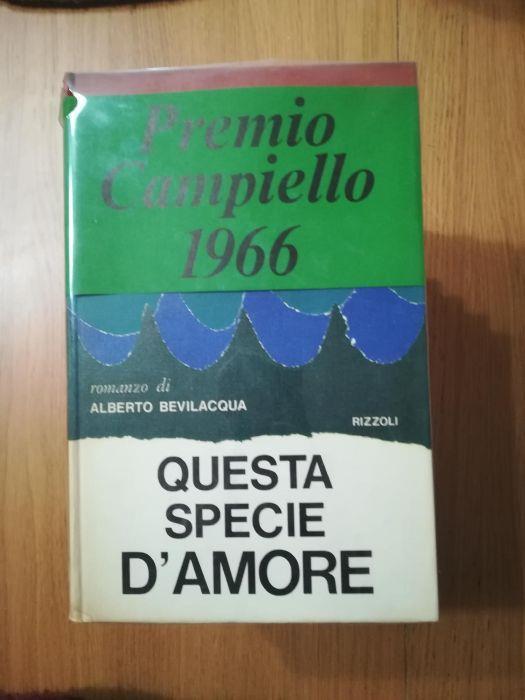 Premio
Campiello
1966
romanzo di
ALBERTO BEVILACQUA
RIZZOLI
QUESTA
SPECIE
D'AMORE